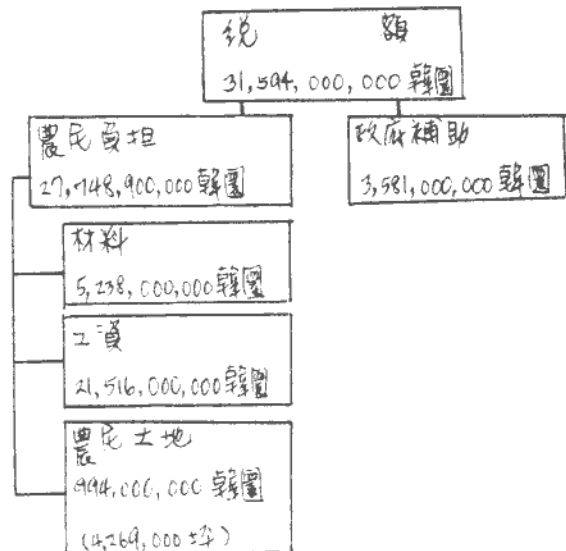 総額
31,594,000,000韓圜
農民負担
27,748,900,000韓圜
政府補助
3,581,000,000韓圜
材料
5,238,000,000韓圜
工資
21,516,000,000韓圜
農民土地
994,000,000韓圜
(4,269,000坪)